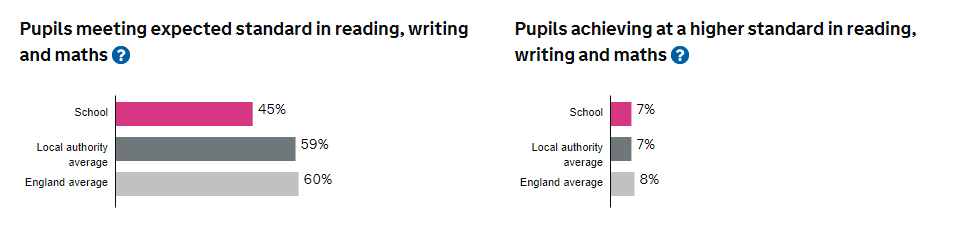 Pupils meeting expected standard in reading, writing
and maths ?
School
45%
Local authority
average
59%
England average
60%
Pupils achieving at a higher standard in reading,
writing and maths ?
School
7%
Local authority
average
7%
England average
8%